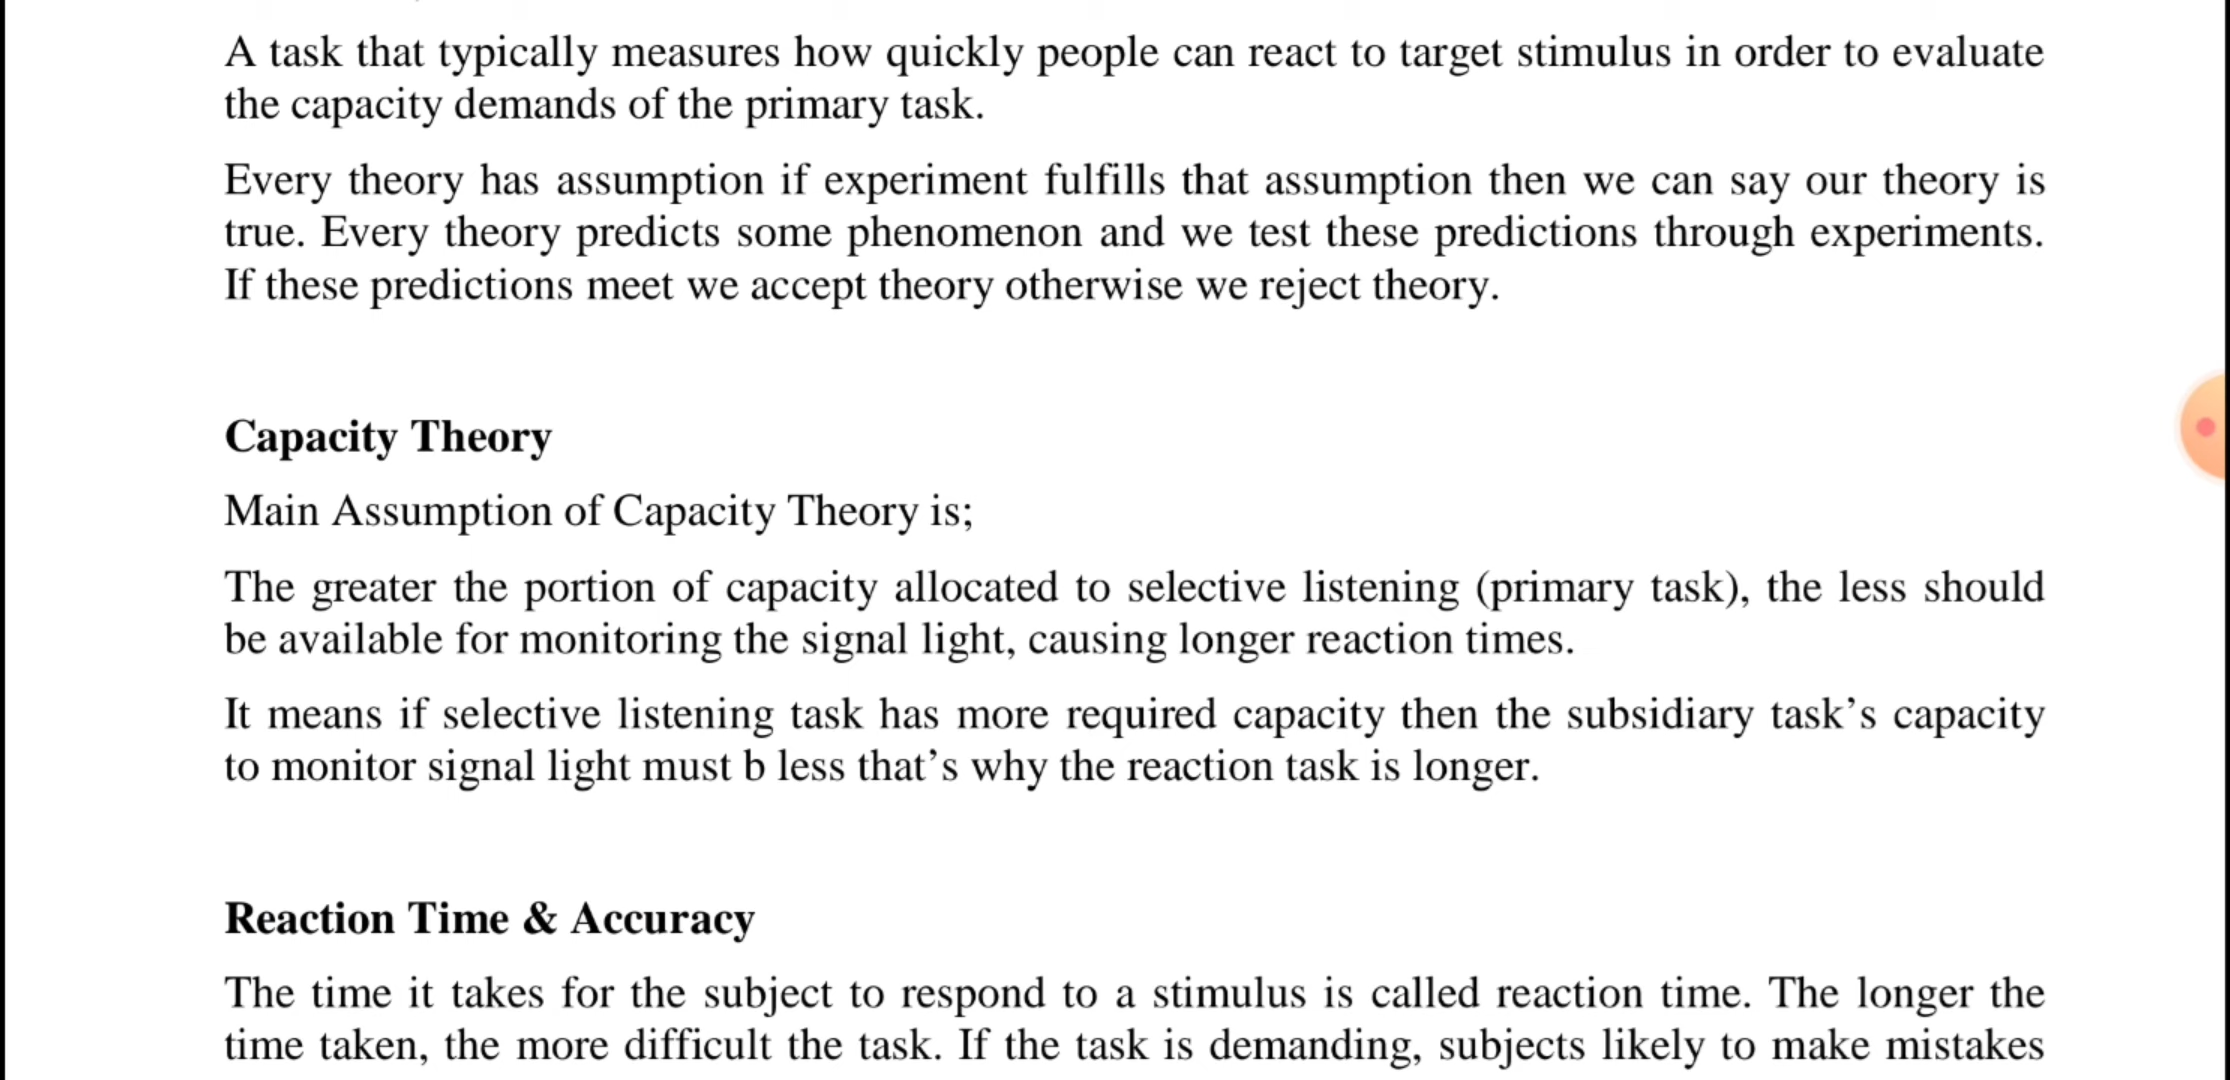 A task that typically measures how quickly people can react to target stimulus in order to evaluate
the capacity demands of the primary task.
Every theory has assumption if experiment fulfills that assumption then we can say our theory is
true. Every theory predicts some phenomenon and we test these predictions through experiments.
If these predictions meet we accept theory otherwise we reject theory.
Capacity Theory
Main Assumption of Capacity Theory is;
The greater the portion of capacity allocated to selective listening (primary task), the less should
be available for monitoring the signal light, causing longer reaction times.
It means if selective listening task has more required capacity then the subsidiary task’s capacity
to monitor signal light must b less that’s why the reaction task is longer.
Reaction Time & Accuracy
The time it takes for the subject to respond to a stimulus is called reaction time. The longer the
time taken, the more difficult the task. If the task is demanding, subjects likely to make mistakes